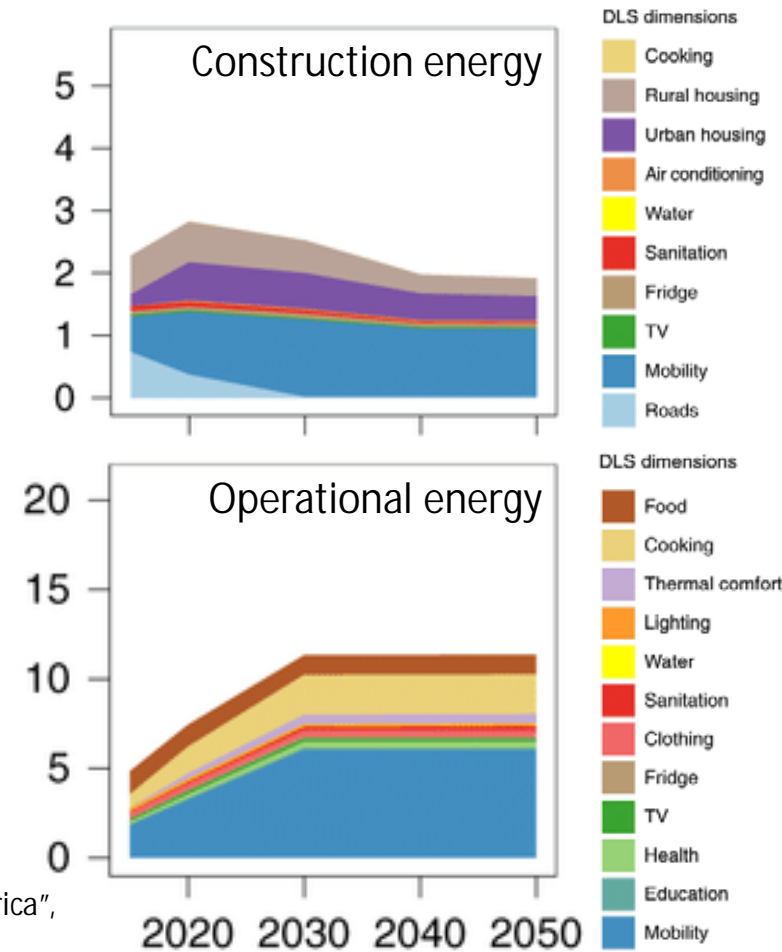 DLS dimensions
Construction energy
Cooking
5
Rural housing
Urban housing
4
Air conditioning
3
Water
Sanitation
2
Fridge
1
TV
Mobility
0
Roads
DLS dimensions
20
Operational energy
Food
Cooking
15
Thermal comfort
Lighting
10
Water
Sanitation
Clothing
5
Fridge
TV
0
Health
rica",
Education
2020 2030 2040 2050
Mobility